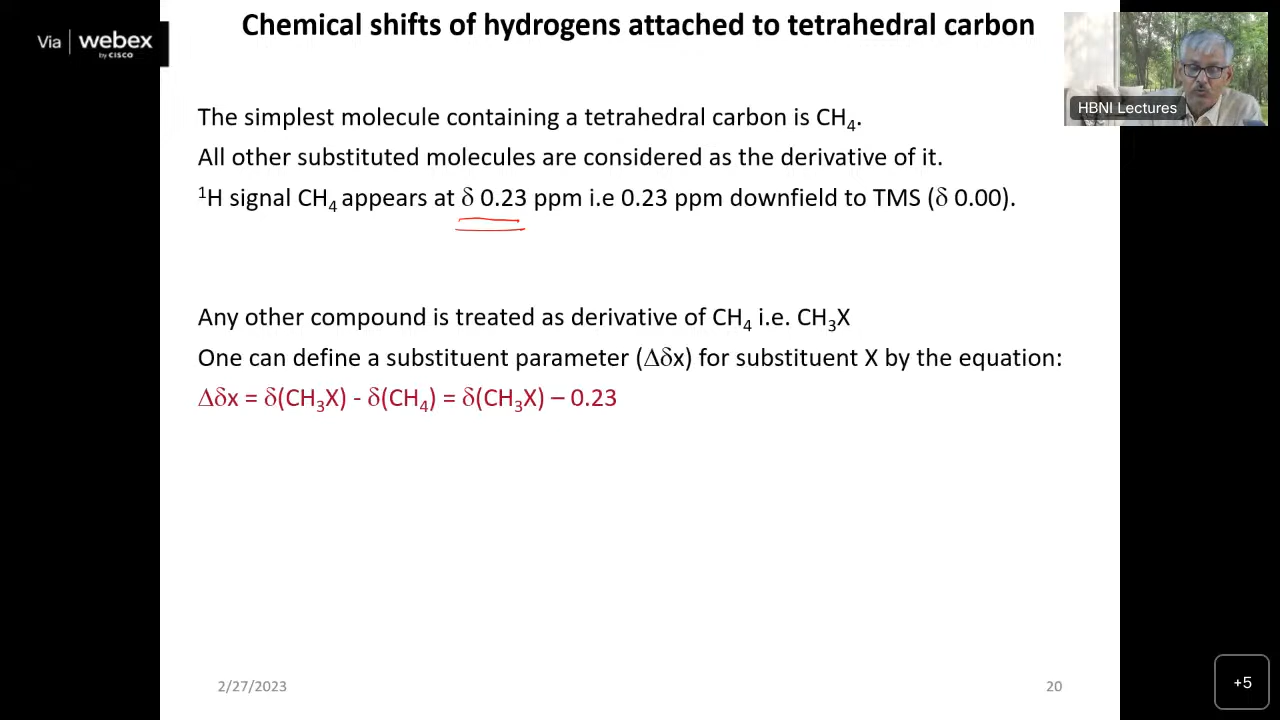 Via | webex
by CISCO
Chemical shifts of hydrogens attached to tetrahedral carbon
HBNI Lectures
The simplest molecule containing a tetrahedral carbon is CH₄.
All other substituted molecules are considered as the derivative of it.
¹H signal CH₄ appears at δ 0.23 ppm i.e 0.23 ppm downfield to TMS (δ 0.00).
Any other compound is treated as derivative of CH₄ i.e. CH₃X
One can define a substituent parameter (Δδx) for substituent X by the equation:
Δδx = δ(CH₃X) - δ(CH₄) = δ(CH₃X) – 0.23
2/27/2023
20
+5